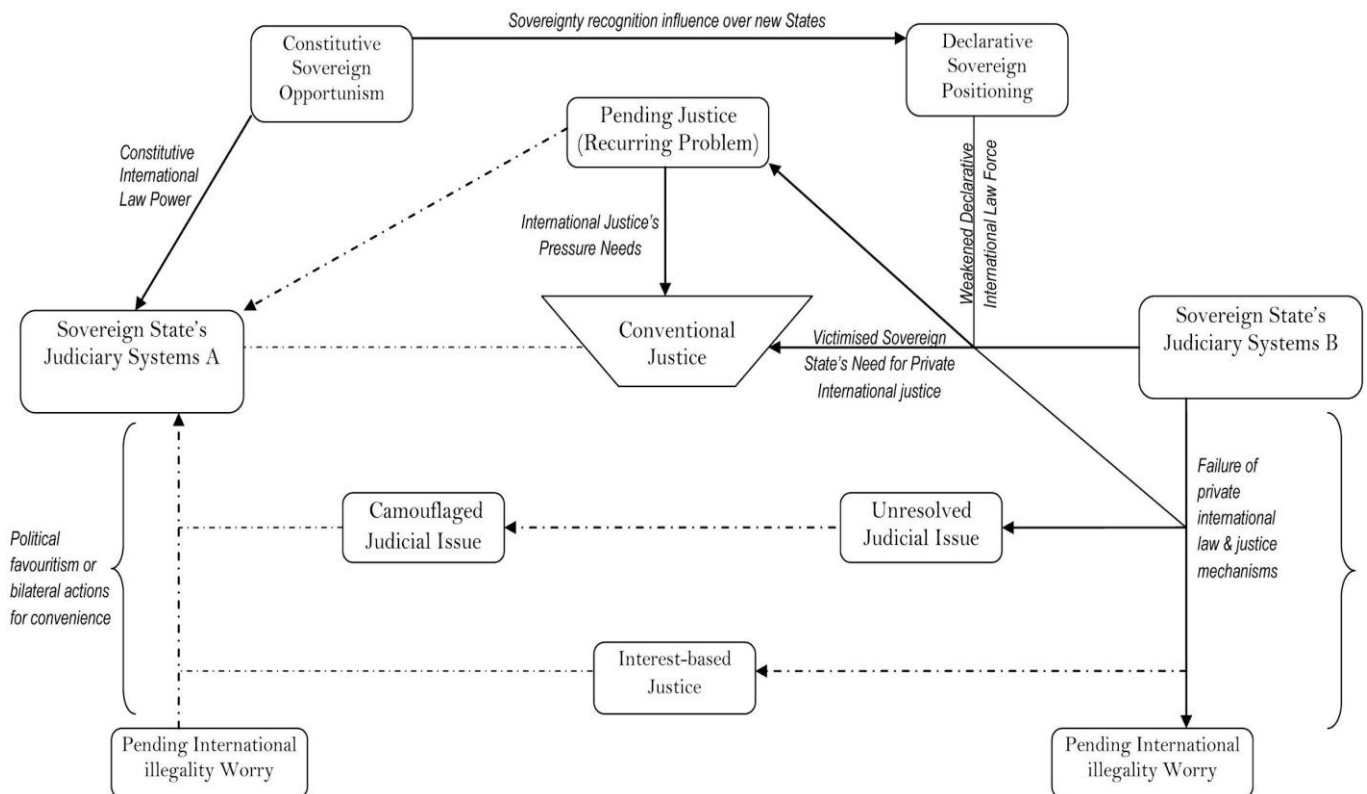 Sovereignty recognition influence over new States
Constitutive
Sovereign
Opportunism
Declarative
Sovereign
Positioning
Pending Justice
(Recurring Problem)
Constitutive
International
Law Power
International Justice's
Pressure Needs
Weakened Declarative
International Law Force
Sovereign State's
Judiciary Systems A
Conventional
Justice
Victimised Sovereign
State's Need for Private
International justice
Sovereign State's
Judiciary Systems B
Political
favouritism or
bilateral actions
for convenience
Camouflaged
Judicial Issue
Unresolved
Judicial Issue
Failure of
private
international
law & justice
mechanisms
Interest-based
Justice
Pending International
illegality Worry
Pending International
illegality Worry